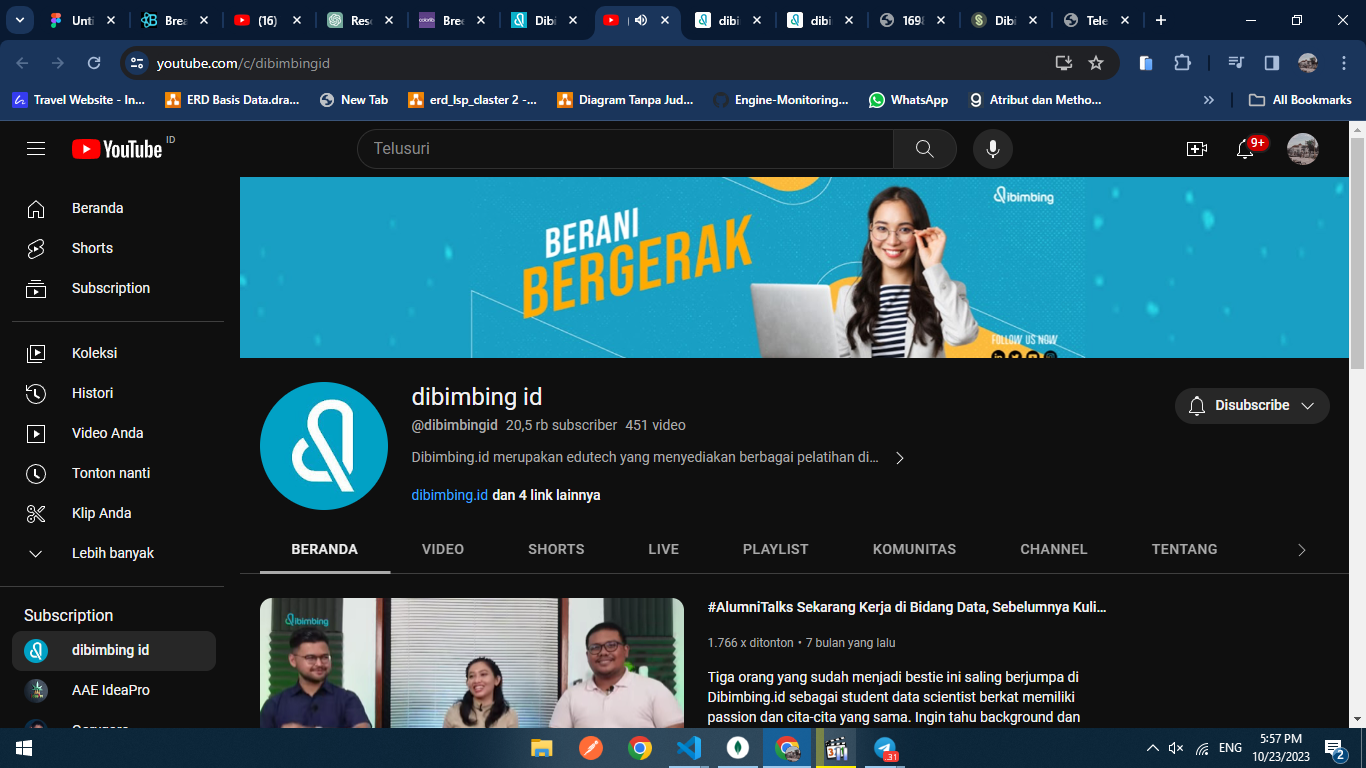 Unti
Brea
(16)
Rese
colorlib
Bree
Dibi
dibi
dibi
1698
Dibi
Tele
youtube.com/c/dibimbingid
Travel Website - In...
ERD Basis Data.dra...
New Tab
erd_lsp_claster 2 -...
Diagram Tanpa Jud...
Engine-Monitoring...
WhatsApp
Atribut dan Metho...
»
All Bookmarks
YouTube ID
Telusuri
9+
Beranda
Shorts
Subscription
Koleksi
Histori
Video Anda
Tonton nanti
Klip Anda
Lebih banyak
Subscription
dibimbing id
AAE IdeaPro
dibimbing
BERANI
BERGERAK
FOLLOW US NOW
dibimbing id
@dibimbingid 20,5 rb subscriber 451 video
Dibimbing.id merupakan edutech yang menyediakan berbagai pelatihan di...
dibimbing.id dan 4 link lainnya
Disubscribe
BERANDA VIDEO SHORTS LIVE PLAYLIST KOMUNITAS CHANNEL TENTANG
dibimbing
#AlumniTalks Sekarang Kerja di Bidang Data, Sebelumnya Kuli...
1.766 x ditonton • 7 bulan yang lalu
Tiga orang yang sudah menjadi bestie ini saling berjumpa di
Dibimbing.id sebagai student data scientist berkat memiliki
passion dan cita-cita yang sama. Ingin tahu background dan
31
ENG
5:57 PM
10/23/2023
2